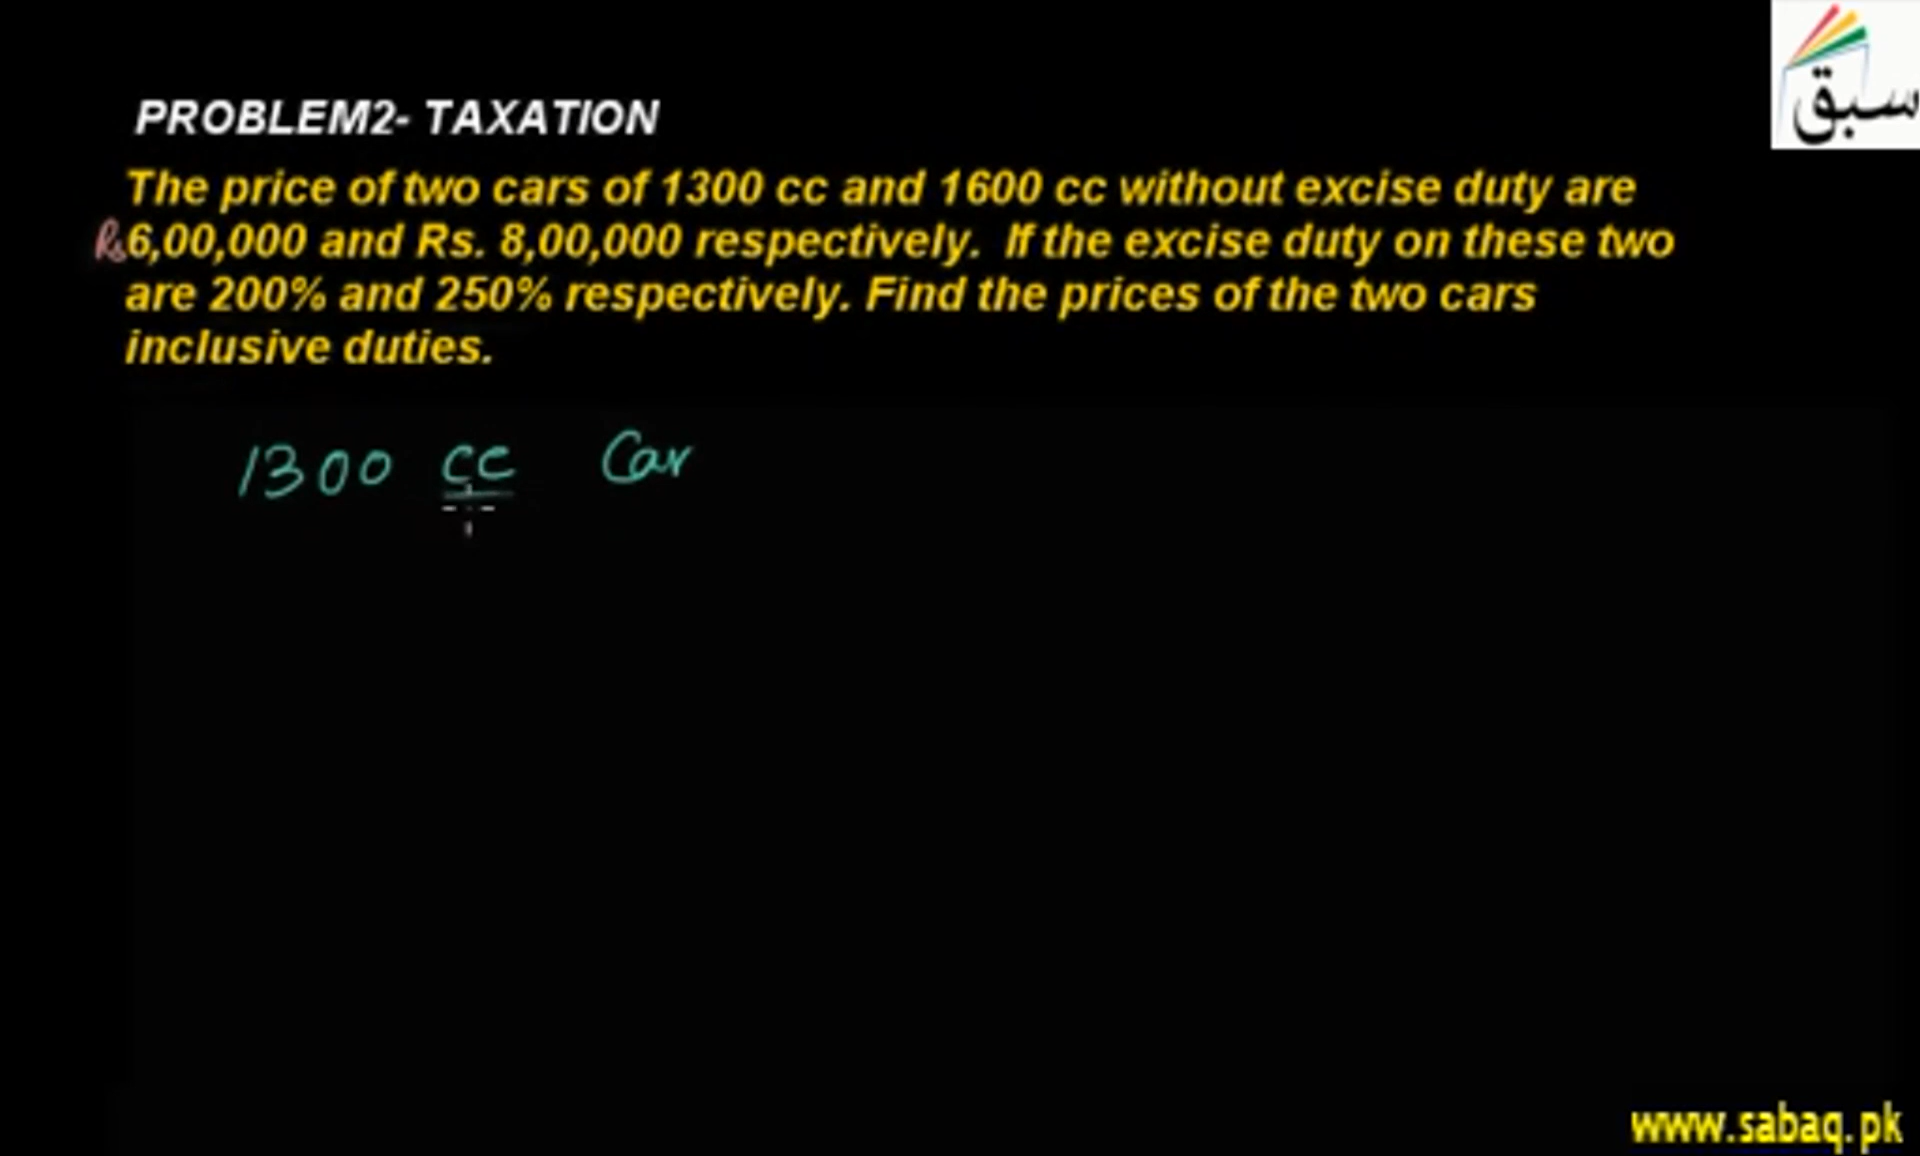 سبق
PROBLEM2- TAXATION
The price of two cars of 1300 cc and 1600 cc without excise duty are
Rs 6,00,000 and Rs. 8,00,000 respectively. If the excise duty on these two
are 200% and 250% respectively. Find the prices of the two cars
inclusive duties.
1300 cc Car
www.sabaq.pk